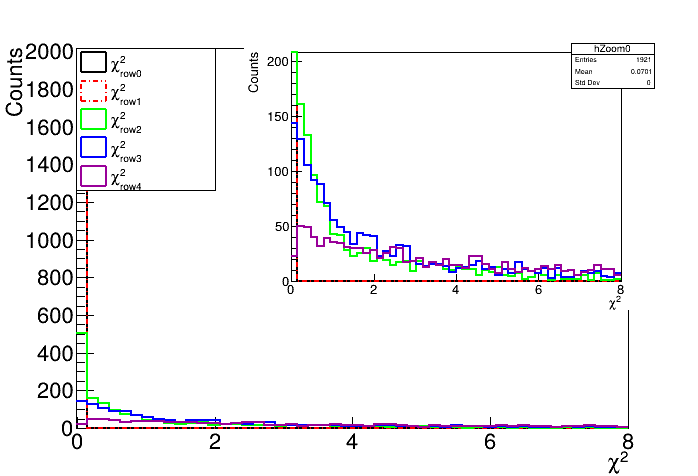 Counts
2000
1800
1600
1400
1200
1000
800
600
400
200
0
χ²row0
χ²row1
χ²row2
χ²row3
χ²row4
0 2 4 6 8
χ²
Counts
200
150
100
50
0
0 2 4 6 8
χ²
hZoom0
Entries 1921
Mean 0.0701
Std Dev 0